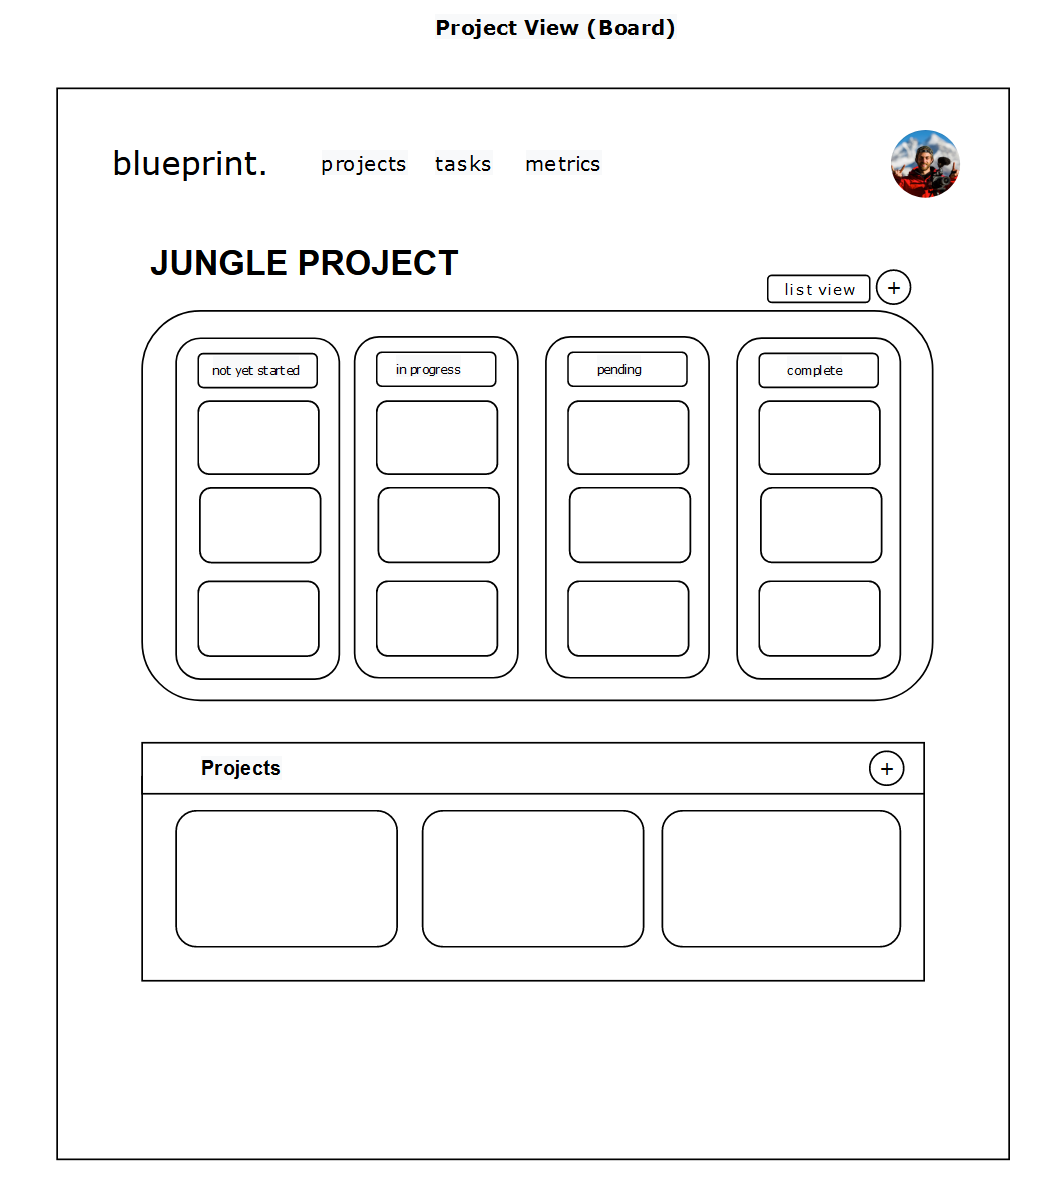 Project View (Board)
blueprint. projects tasks metrics
JUNGLE PROJECT
list view +
not yet started in progress pending complete
Projects +